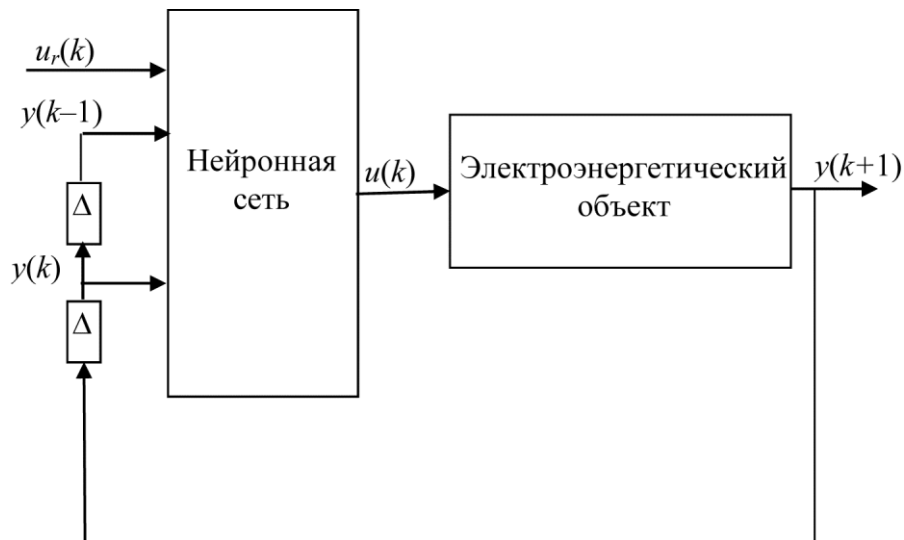 u_r(k)
y(k–1)
Нейронная
сеть
u(k)
Электроэнергетический
объект
y(k+1)
Δ
y(k)
Δ